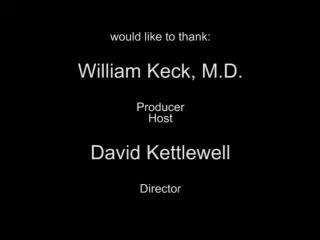 would like to thank:
William Keck, M.D.
Producer
Host
David Kettlewell
Director